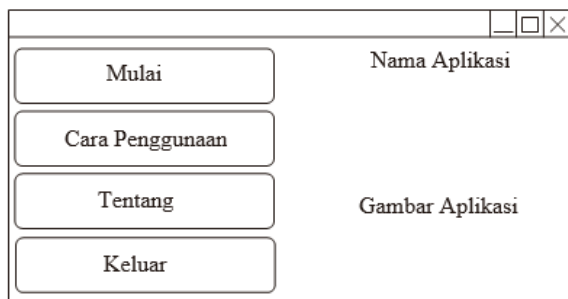 Mulai
Cara Penggunaan
Tentang
Keluar
Nama Aplikasi
Gambar Aplikasi